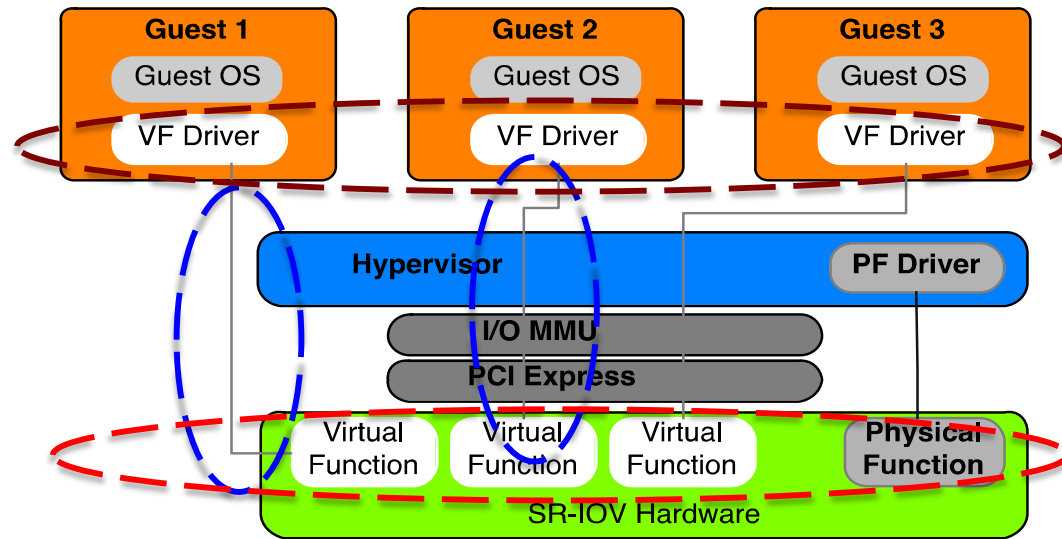 Guest 1
Guest 2
Guest 3
Guest OS
Guest OS
Guest OS
VF Driver
VF Driver
VF Driver
Hypervisor
PF Driver
I/O MMU
PCI Express
Virtual
Function
Virtual
Function
Virtual
Function
Physical
Function
SR-IOV Hardware